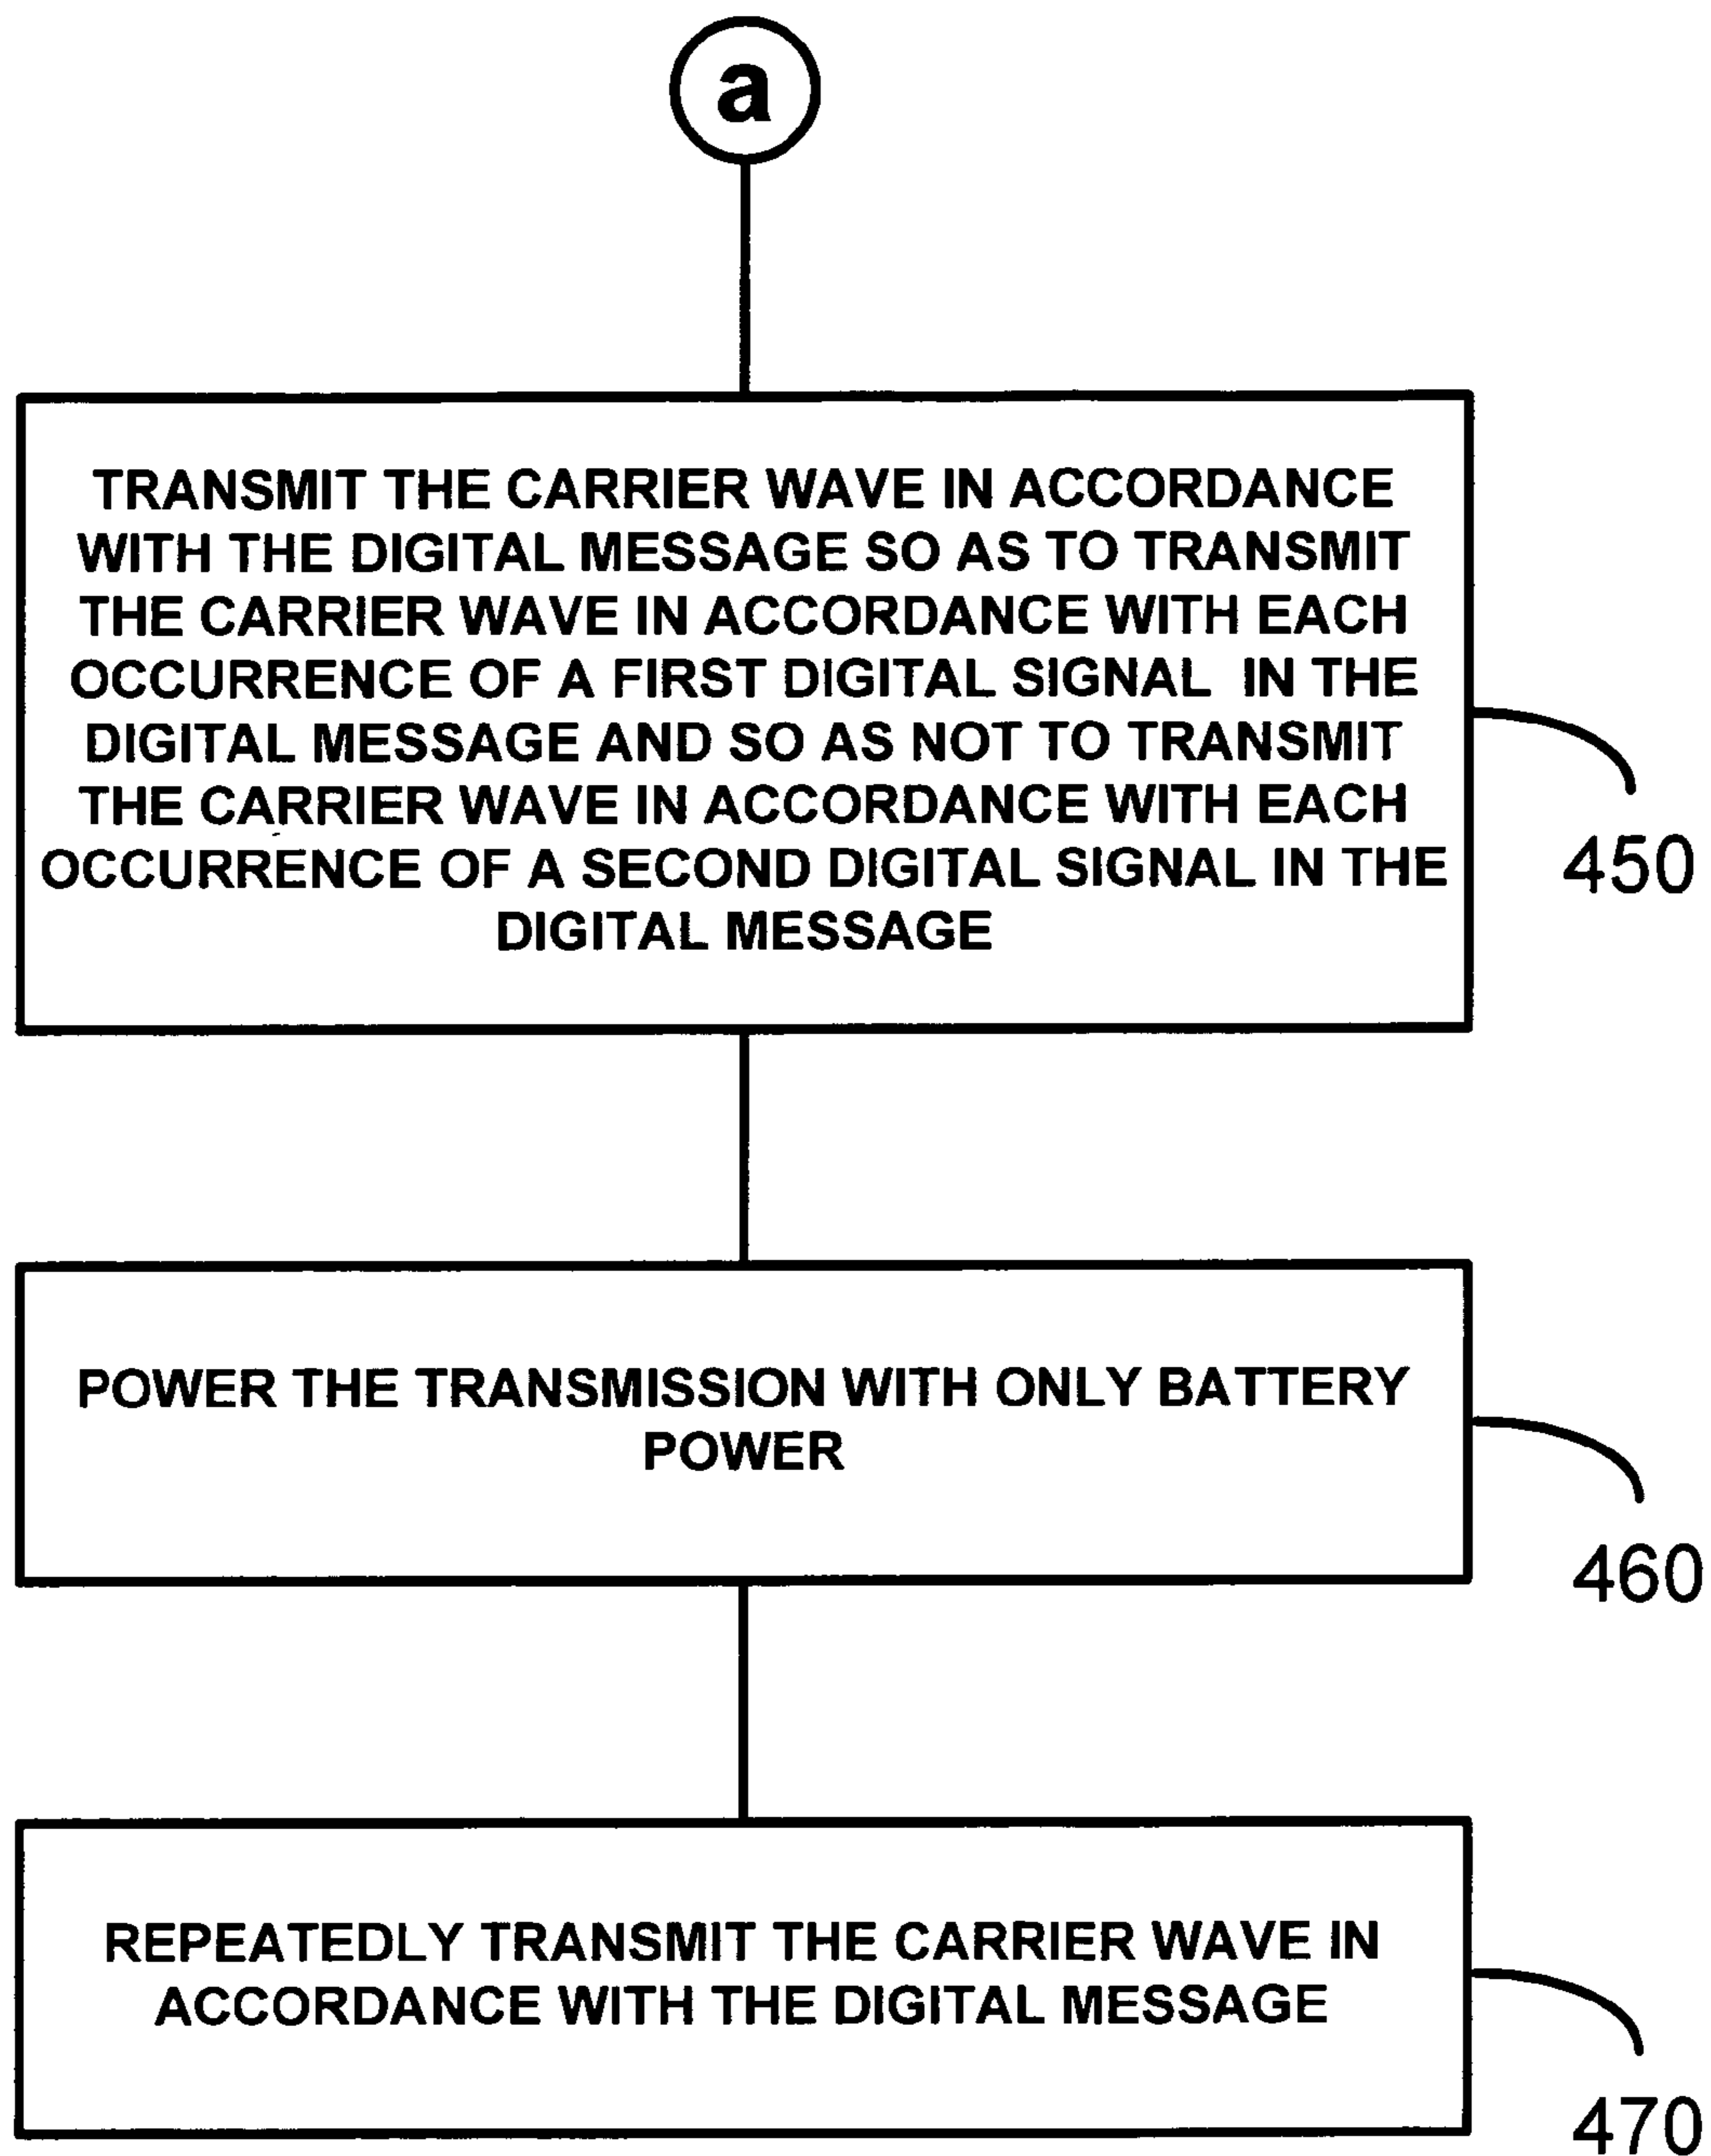 a
TRANSMIT THE CARRIER WAVE IN ACCORDANCE
WITH THE DIGITAL MESSAGE SO AS TO TRANSMIT
THE CARRIER WAVE IN ACCORDANCE WITH EACH
OCCURRENCE OF A FIRST DIGITAL SIGNAL IN THE
DIGITAL MESSAGE AND SO AS NOT TO TRANSMIT
THE CARRIER WAVE IN ACCORDANCE WITH EACH
OCCURRENCE OF A SECOND DIGITAL SIGNAL IN THE
DIGITAL MESSAGE
450
POWER THE TRANSMISSION WITH ONLY BATTERY
POWER
460
REPEATEDLY TRANSMIT THE CARRIER WAVE IN
ACCORDANCE WITH THE DIGITAL MESSAGE
470